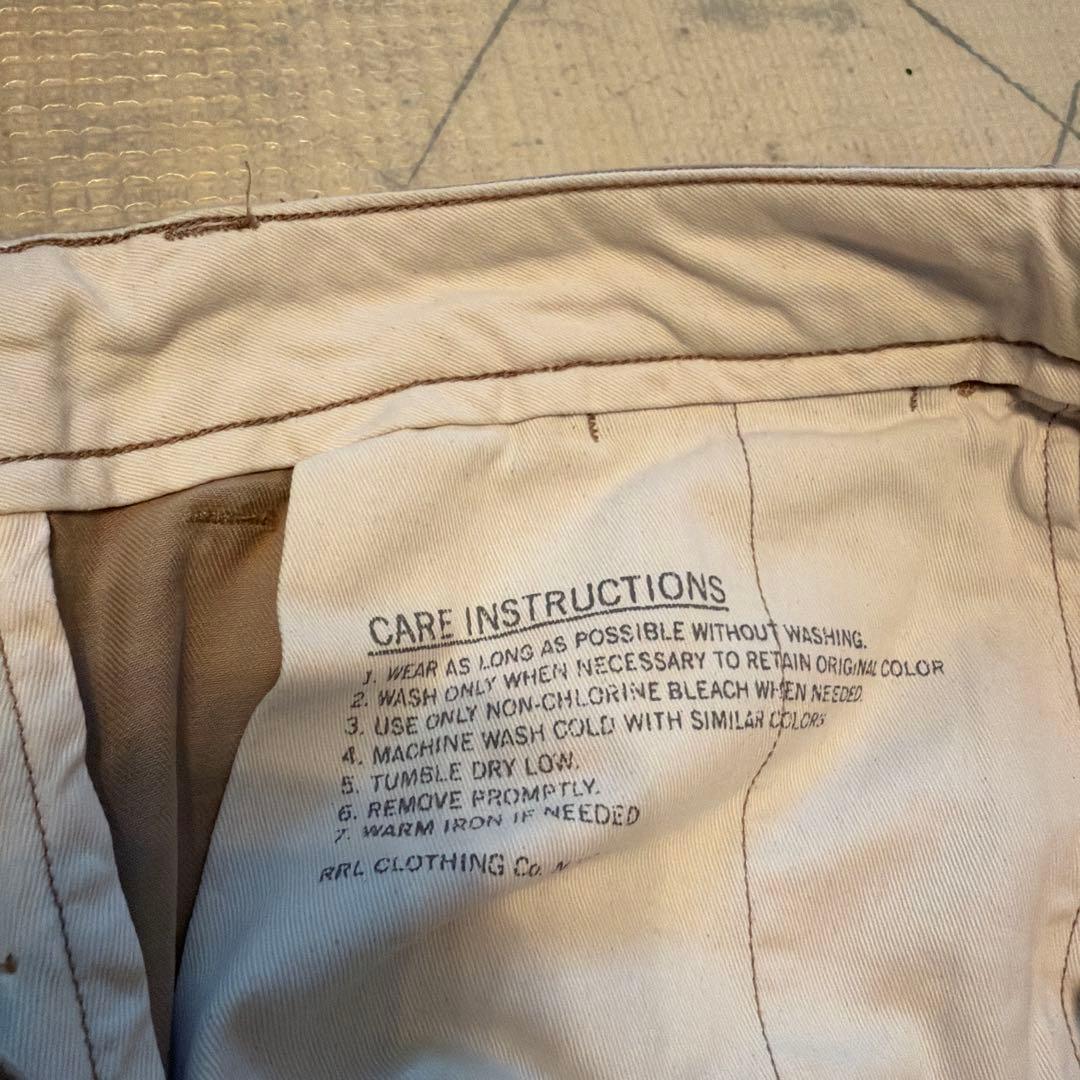 CARE INSTRUCTIONS
1. WEAR AS LONG AS POSSIBLE WITHOUT WASHING.
2. WASH ONLY WHEN NECESSARY TO RETAIN ORIGINAL COLOR
3. USE ONLY NON-CHLORINE BLEACH WHEN NEEDED.
4. MACHINE WASH COLD WITH SIMILAR COLORS
5. TUMBLE DRY LOW.
6. REMOVE PROMPTLY.
7. WARM IRON IF NEEDED
RRL CLOTHING Co.